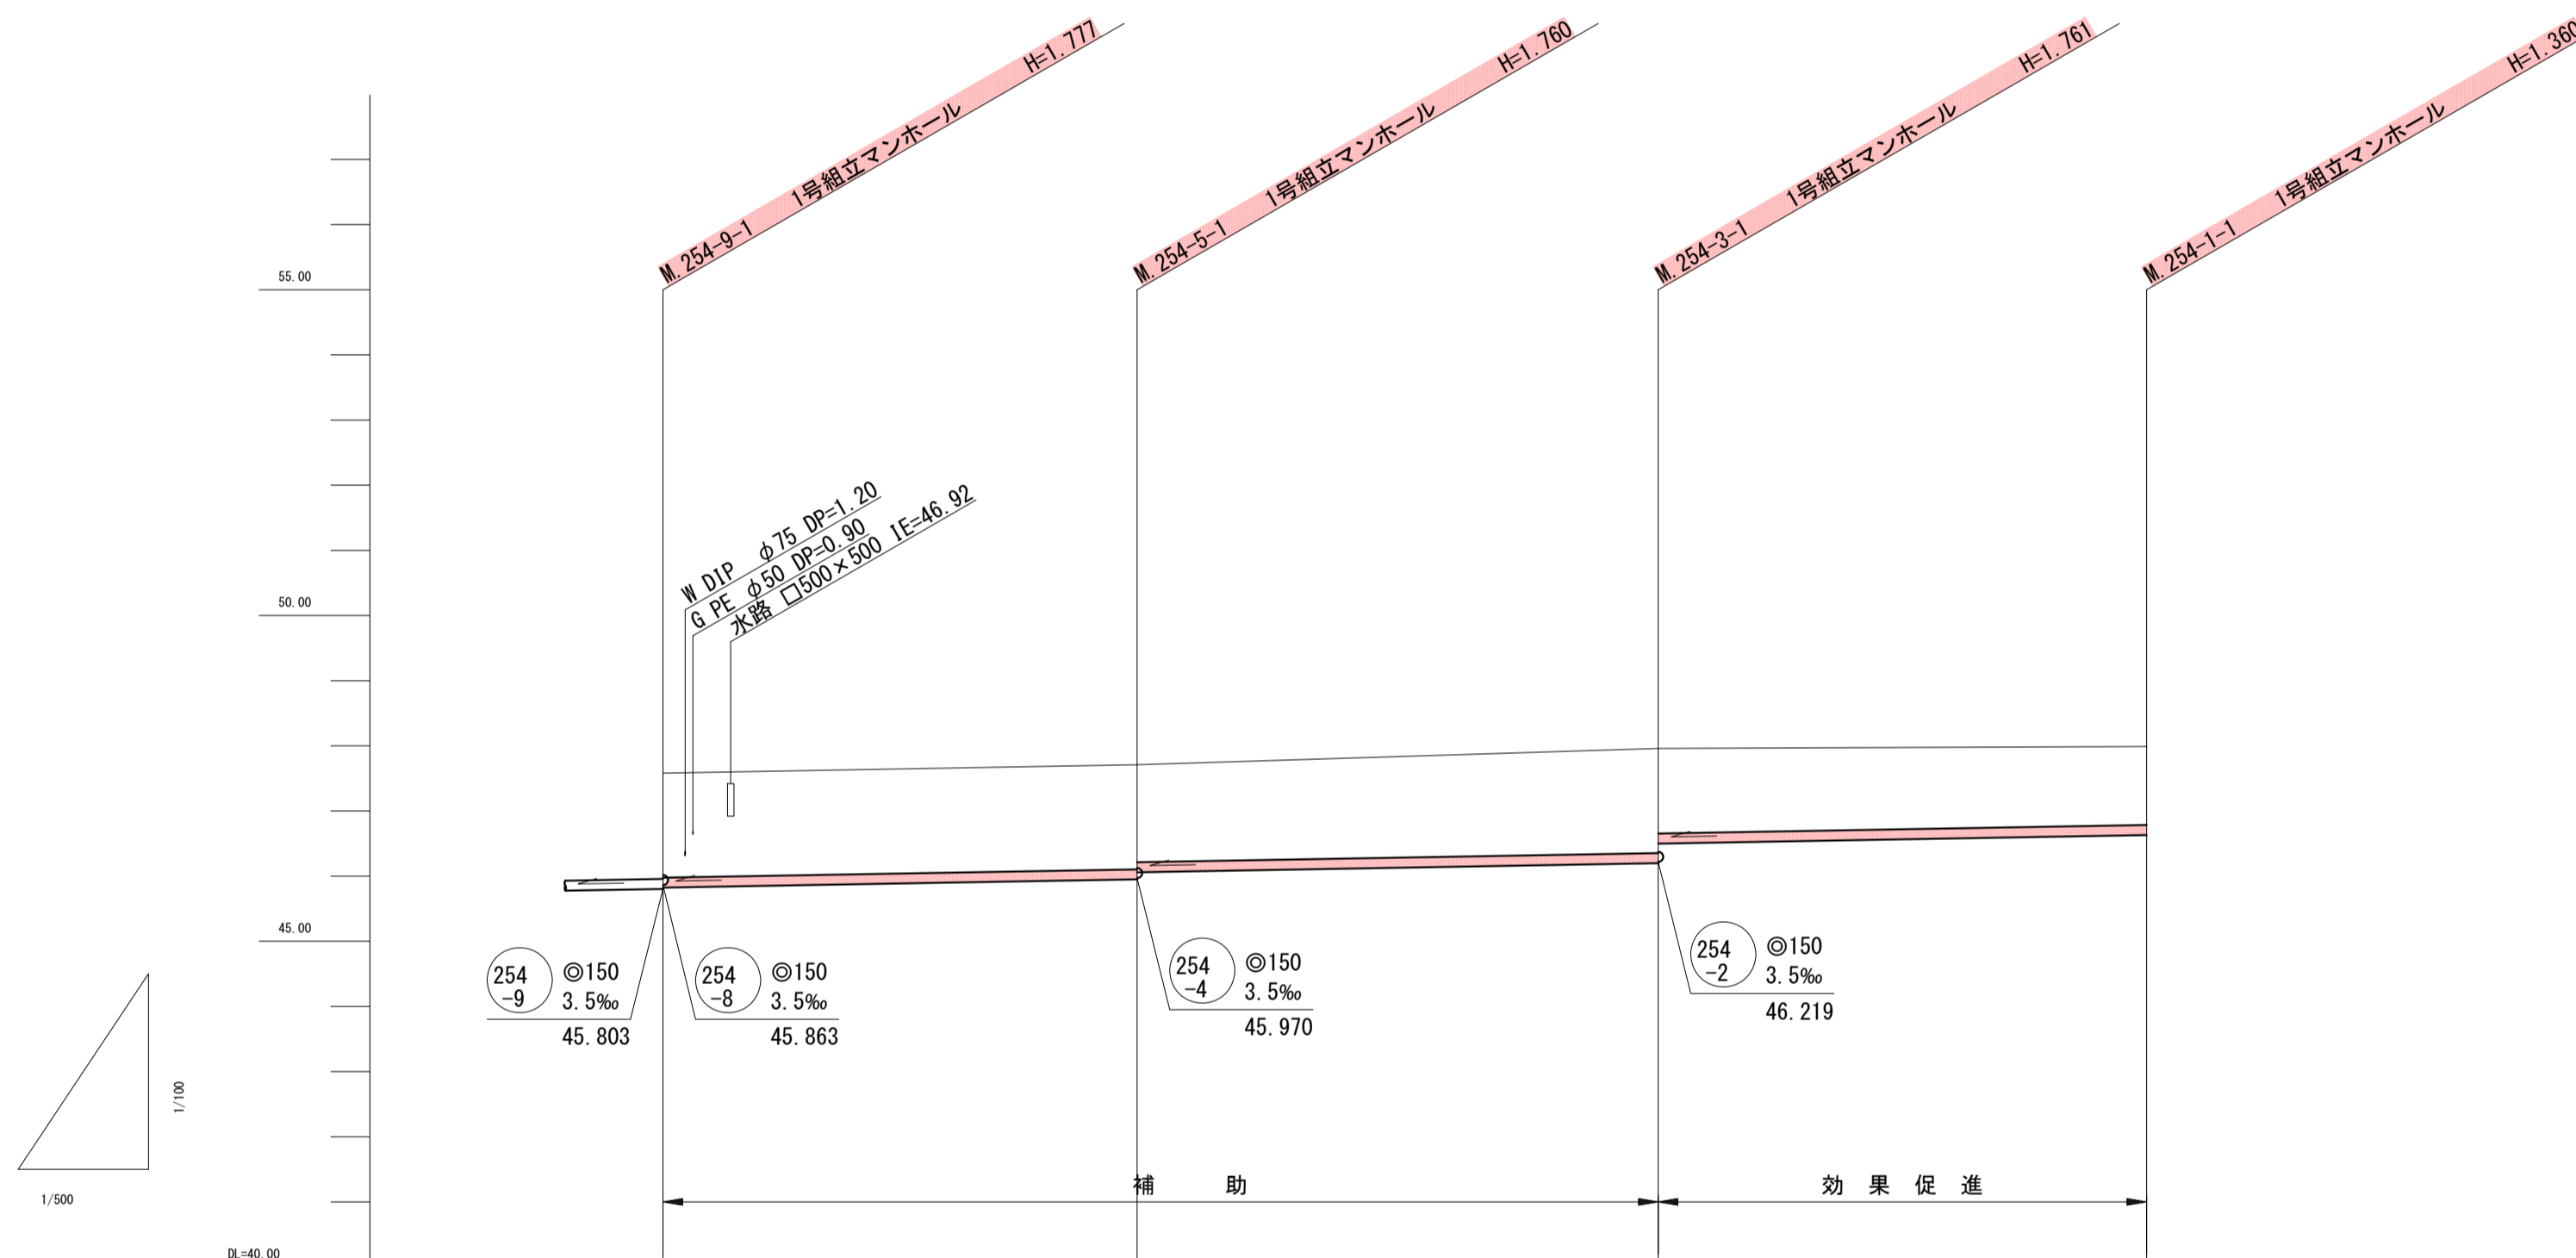 M.254-9-1 1号組立マンホール H=1.777
M.254-5-1 1号組立マンホール H=1.760
M.254-3-1 1号組立マンホール H=1.761
M.254-1-1 1号組立マンホール H=1.360
55.00
W DIP φ75 DP=1.20
G PE φ50 DP=0.90
水路 □500×500 IE=46.92
50.00
45.00
254
-9
◎150
3.5‰
45.803
254
-8
◎150
3.5‰
45.863
254
-4
◎150
3.5‰
45.970
254
-2
◎150
3.5‰
46.219
1/100
1/500
補 助
効 果 促 進
DL=40.00